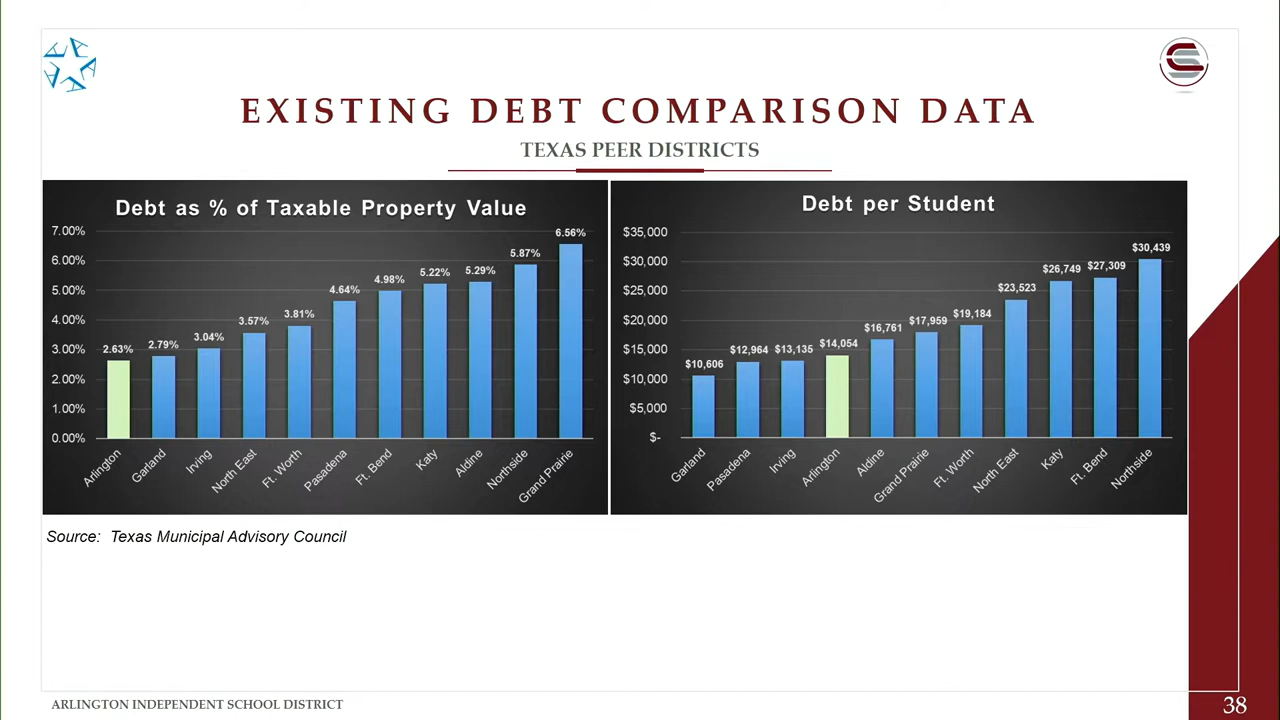 EXISTING DEBT COMPARISON DATA
TEXAS PEER DISTRICTS
Debt as % of Taxable Property Value
7.00%
6.00%
5.00%
4.00%
3.00%
2.00%
1.00%
0.00%
2.63%
2.79%
3.04%
3.57%
3.81%
4.64%
4.98%
5.22%
5.29%
5.87%
6.56%
Arlington
Garland
Irving
North East
Ft. Worth
Pasadena
Ft. Bend
Katy
Aldine
Northside
Grand Prairie
Debt per Student
$35,000
$30,000
$25,000
$20,000
$15,000
$10,000
$5,000
$-
$10,606
$12,964
$13,135
$14,054
$16,761
$17,959
$19,184
$23,523
$26,749
$27,309
$30,439
Garland
Pasadena
Irving
Arlington
Aldine
Grand Prairie
Ft. Worth
North East
Katy
Ft. Bend
Northside
Source: Texas Municipal Advisory Council
ARLINGTON INDEPENDENT SCHOOL DISTRICT
38